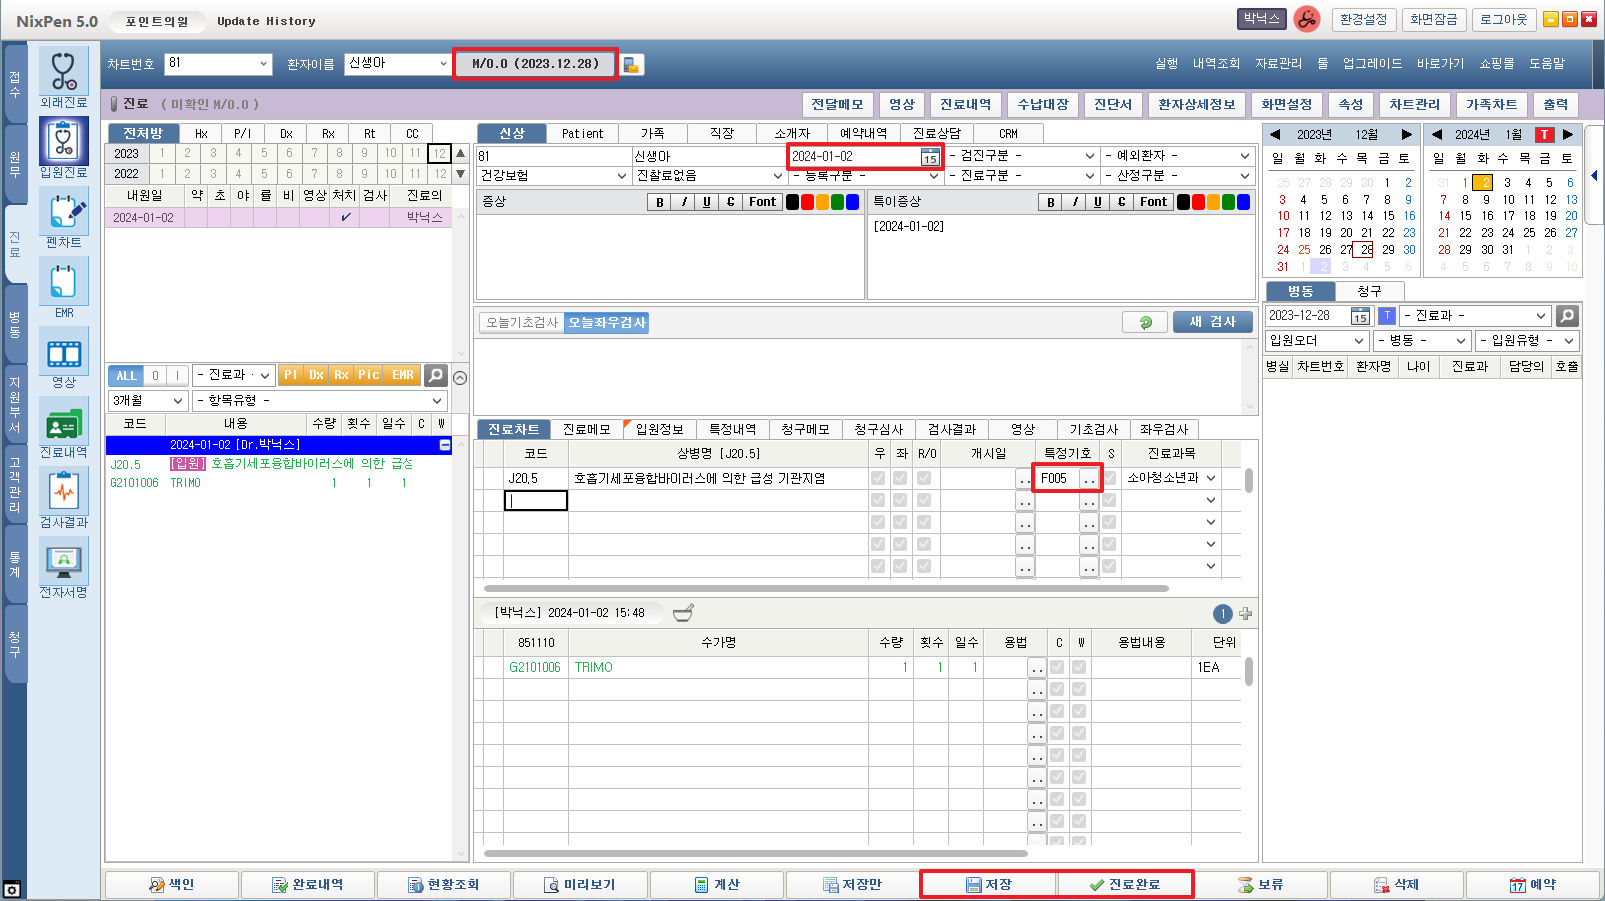 NixPen 5.0 포인트의원 Update History 박닉스 환경설정 화면잠금 로그아웃
차트번호 81 환자이름 신생아 M/0.0 (2023.12.28) 실행 내역조회 자료관리 툴 업그레이드 바로가기 쇼핑몰 도움말
진료 ( 미확인 M/0.0 ) 전달메모 영상 진료내역 수납대장 진단서 환자상세정보 화면설정 속성 차트관리 가족차트 출력
접수
원무
진료
병동
지원부서
고객관리
통계
청구
외래진료
입원진료
펜차트
EMR
영상
진료내역
검사결과
전자서명
전처방 Hx P/I Dx Rx Rt CC
2023 1 2 3 4 5 6 7 8 9 10 11 12
2022 1 2 3 4 5 6 7 8 9 10 11 12
내원일 약 초 야 률 비 영상 처치 검사 진료의
2024-01-02 박닉스
ALL O I - 진료과 - PI Dx Rx Pic EMR
3개월 - 항목유형 -
코드 내용 수량 횟수 일수 C W
2024-01-02 [Dr.박닉스]
J20.5 [입원] 호흡기세포융합바이러스에 의한 급성
G2101006 TRIMO 1 1 1
신상 Patient 가족 직장 소개자 예약내역 진료상담 CRM
81 신생아 2024-01-02 15 - 검진구분 - - 예외환자 -
건강보험 진찰료없음 - 등록구분 - - 진료구분 - - 산정구분 -
증상 B I U C Font 특이증상 B I U C Font
[2024-01-02]
오늘기초검사 오늘좌우검사 새 검사
진료차트 진료메모 입원정보 특정내역 청구메모 청구심사 검사결과 영상 기초검사 좌우검사
코드 상병명 [J20.5] 우 좌 R/O 개시일 특정기호 S 진료과목
J20.5 호흡기세포융합바이러스에 의한 급성 기관지염 .. F005 .. 소아청소년과
.. ..
.. ..
.. ..
.. ..
[박닉스] 2024-01-02 15:48 1
851110 수가명 수량 횟수 일수 용법 C W 용법내용 단위
G2101006 TRIMO 1 1 1 .. 1EA
..
..
..
..
..
..
..
..
2023년 12월
일 월 화 수 목 금 토
26 27 28 29 30 1 2
3 4 5 6 7 8 9
10 11 12 13 14 15 16
17 18 19 20 21 22 23
24 25 26 27 28 29 30
31 1 2 3 4 5 6
2024년 1월 T
일 월 화 수 목 금 토
31 1 2 3 4 5 6
7 8 9 10 11 12 13
14 15 16 17 18 19 20
21 22 23 24 25 26 27
28 29 30 31 1 2 3
4 5 6 7 8 9 10
병동 청구
2023-12-28 15 T - 진료과 -
입원오더 - 병동 - - 입원유형 -
병실 차트번호 환자명 나이 진료과 담당의 호출
색인 완료내역 현황조회 미리보기 계산 저장만 저장 진료완료 보류 삭제 17 예약